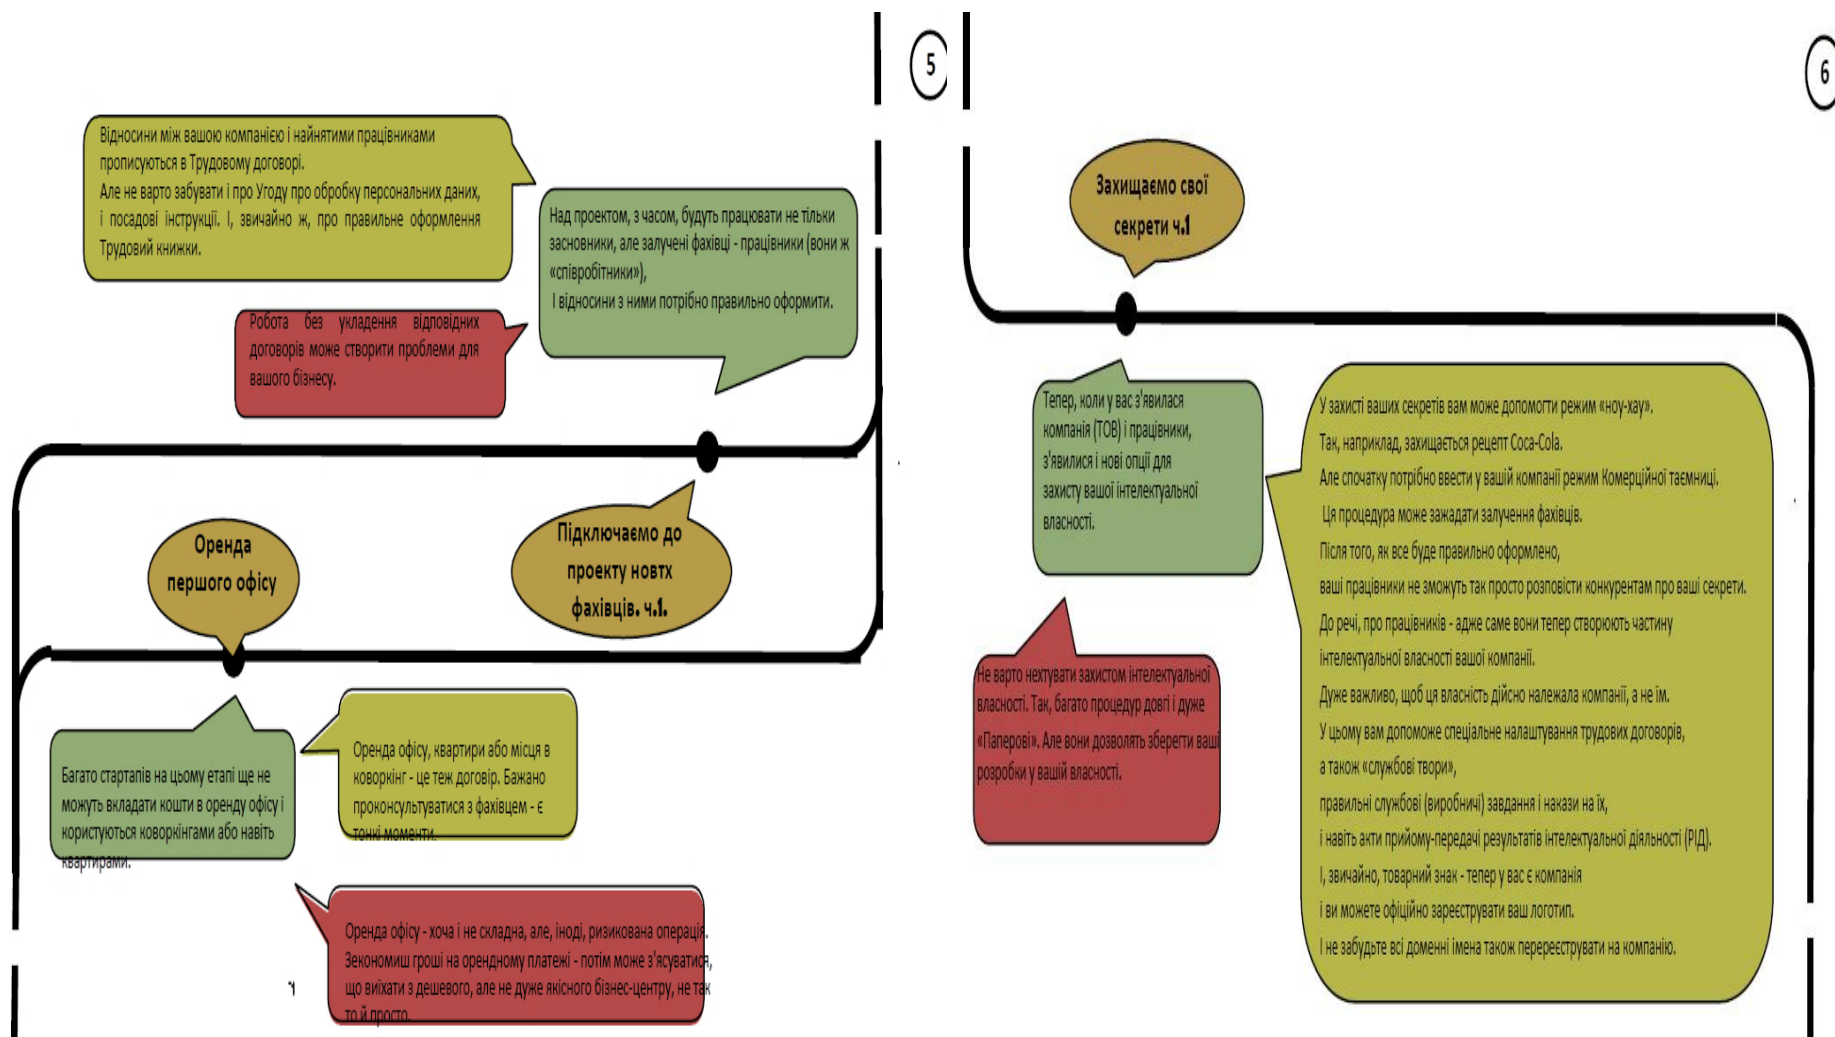 5
Відносини між вашою компанією і найнятими працівниками
прописуються в Трудовому договорі.
Але не варто забувати і про Угоду про обробку персональних даних,
і посадові інструкції. І, звичайно ж, про правильне оформлення
Трудовий книжки.
Над проектом, з часом, будуть працювати не тільки
засновники, але залучені фахівці - працівники (вони ж
«співробітники»),
І відносини з ними потрібно правильно оформити.
Робота без укладення відповідних
договорів може створити проблеми для
вашого бізнесу.
Підключаємо до
проекту новтх
фахівців. ч.1.
Оренда
першого офісу
Багато стартапів на цьому етапі ще не
можуть вкладати кошти в оренду офісу і
користуються коворкінгами або навіть
квартирами.
Оренда офісу, квартири або місця в
коворкінг - це теж договір. Бажано
проконсультуватися з фахівцем - є
тонкі моменти.
Оренда офісу - хоча і не складна, але, іноді, ризикована операція.
Зекономиш гроші на орендному платежі - потім може з'ясуватися,
що виїхати з дешевого, але не дуже якісного бізнес-центру, не так
то й просто.
6
Захищаємо свої
секрети ч.1
Тепер, коли у вас з'явилася
компанія (ТОВ) і працівники,
з'явилися і нові опції для
захисту вашої інтелектуальної
власності.
Не варто нехтувати захистом інтелектуальної
власності. Так, багато процедур довгі і дуже
«Паперові». Але вони дозволять зберегти ваші
розробки у вашій власності.
У захисті ваших секретів вам може допомогти режим «ноу-хау».
Так, наприклад, захищається рецепт Coca-Cola.
Але спочатку потрібно ввести у вашій компанії режим Комерційної таємниці.
Ця процедура може зажадати залучення фахівців.
Після того, як все буде правильно оформлено,
ваші працівники не зможуть так просто розповісти конкурентам про ваші секрети.
До речі, про працівників - адже саме вони тепер створюють частину
інтелектуальної власності вашої компанії.
Дуже важливо, щоб ця власність дійсно належала компанії, а не їм.
У цьому вам допоможе спеціальне налаштування трудових договорів,
а також «службові твори»,
правильні службові (виробничі) завдання і накази на їх,
і навіть акти прийому-передачі результатів інтелектуальної діяльності (РІД).
І, звичайно, товарний знак - тепер у вас є компанія
і ви можете офіційно зареєструвати ваш логотип.
І не забудьте всі доменні імена також перереєструвати на компанію.